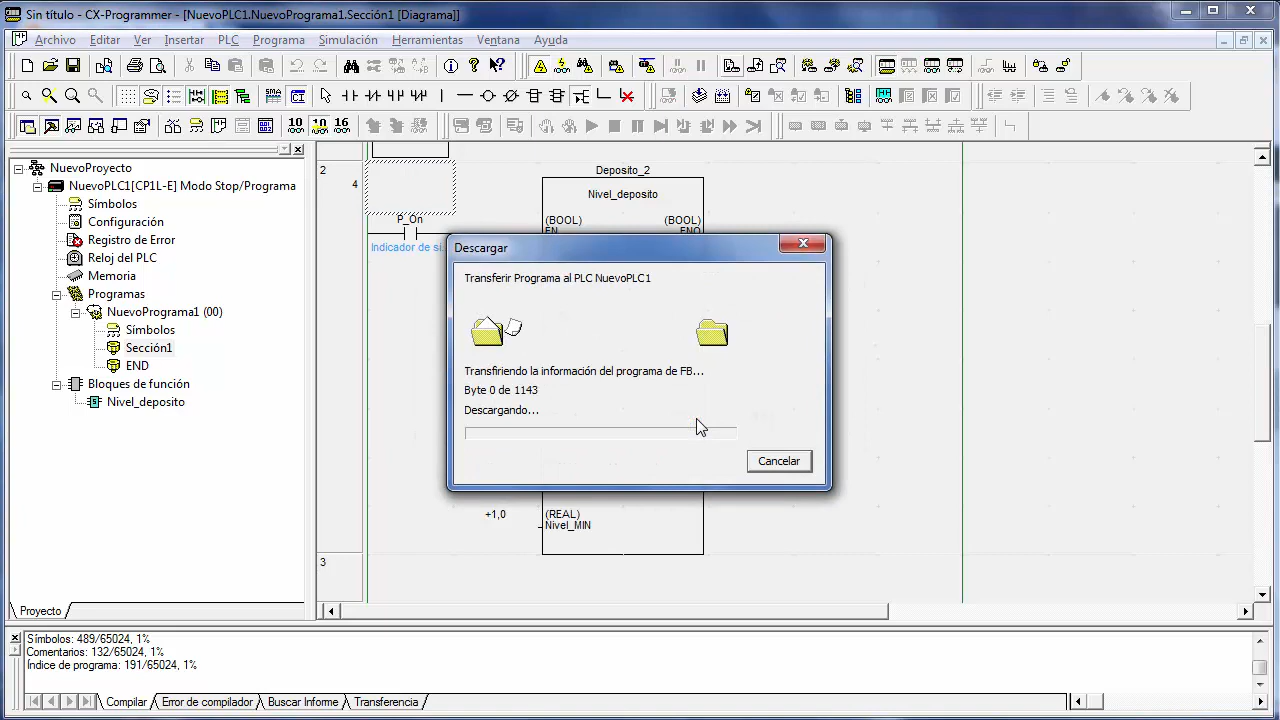 Sin título - CX-Programmer - [NuevoPLC1.NuevoPrograma1.Sección1 [Diagrama]]
Archivo Editar Ver Insertar PLC Programa Simulación Herramientas Ventana Ayuda
SMA
10 10 16
NuevoProyecto
NuevoPLC1[CP1L-E] Modo Stop/Programa
Símbolos
Configuración
Registro de Error
Reloj del PLC
Memoria
Programas
NuevoPrograma1 (00)
Símbolos
Sección1
END
Bloques de función
Nivel_deposito
Proyecto
2
4
Deposito_2
Nivel_deposito
P_On
(BOOL) (BOOL)
EN ENO
Indicador de si...
Descargar
Transferir Programa al PLC NuevoPLC1
Transfiriendo la información del programa de FB...
Byte 0 de 1143
Descargando...
Cancelar
+1,0
(REAL)
Nivel_MIN
3
Símbolos: 489/65024, 1%
Comentarios: 132/65024, 1%
Índice de programa: 191/65024, 1%
Compilar Error de compilador Buscar Informe Transferencia